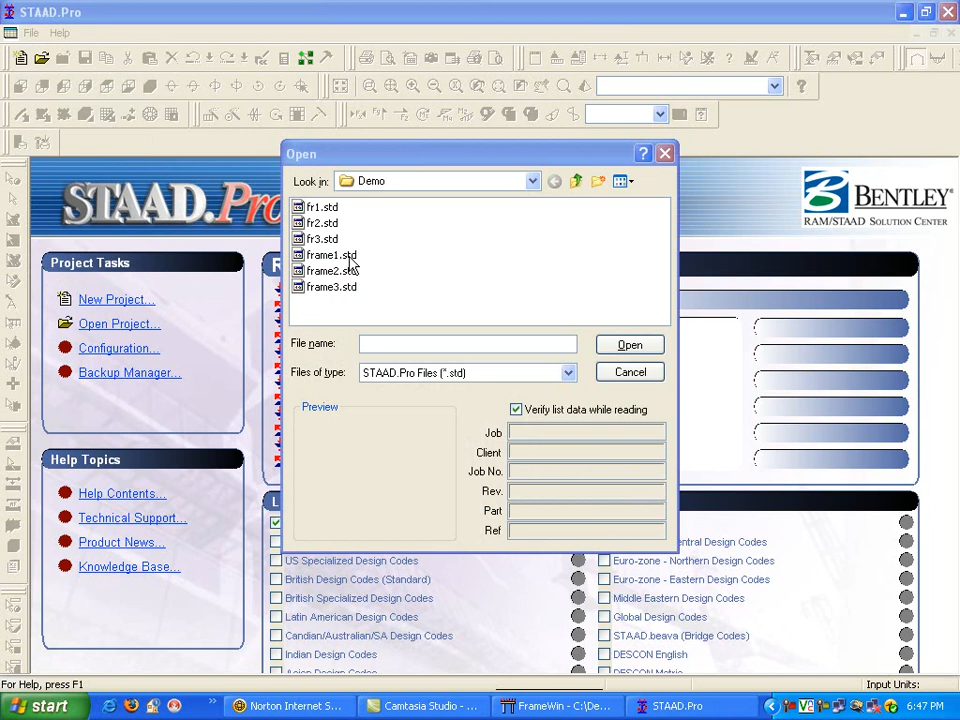 STAAD.Pro
File Help
Open
Look in: Demo
fr1.std
fr2.std
fr3.std
frame1.std
frame2.std
frame3.std
File name:
Open
Files of type: STAAD.Pro Files (*.std)
Cancel
Preview
Verify list data while reading
Job
Client
Job No.
Rev.
Part
Ref
STAAD.Pro
BENTLEY
RAM/STAAD SOLUTION CENTER
Project Tasks
New Project...
Open Project...
Configuration...
Backup Manager...
Help Topics
Help Contents...
Technical Support...
Product News...
Knowledge Base...
US Specialized Design Codes
British Design Codes (Standard)
British Specialized Design Codes
Latin American Design Codes
Candian/Australian/SA Design Codes
Indian Design Codes
Central Design Codes
Euro-zone - Northern Design Codes
Euro-zone - Eastern Design Codes
Middle Eastern Design Codes
Global Design Codes
STAAD.beava (Bridge Codes)
DESCON English
For Help, press F1
Input Units:
start
Norton Internet S...
Camtasia Studio - ...
FrameWin - C:\De...
STAAD.Pro
6:47 PM